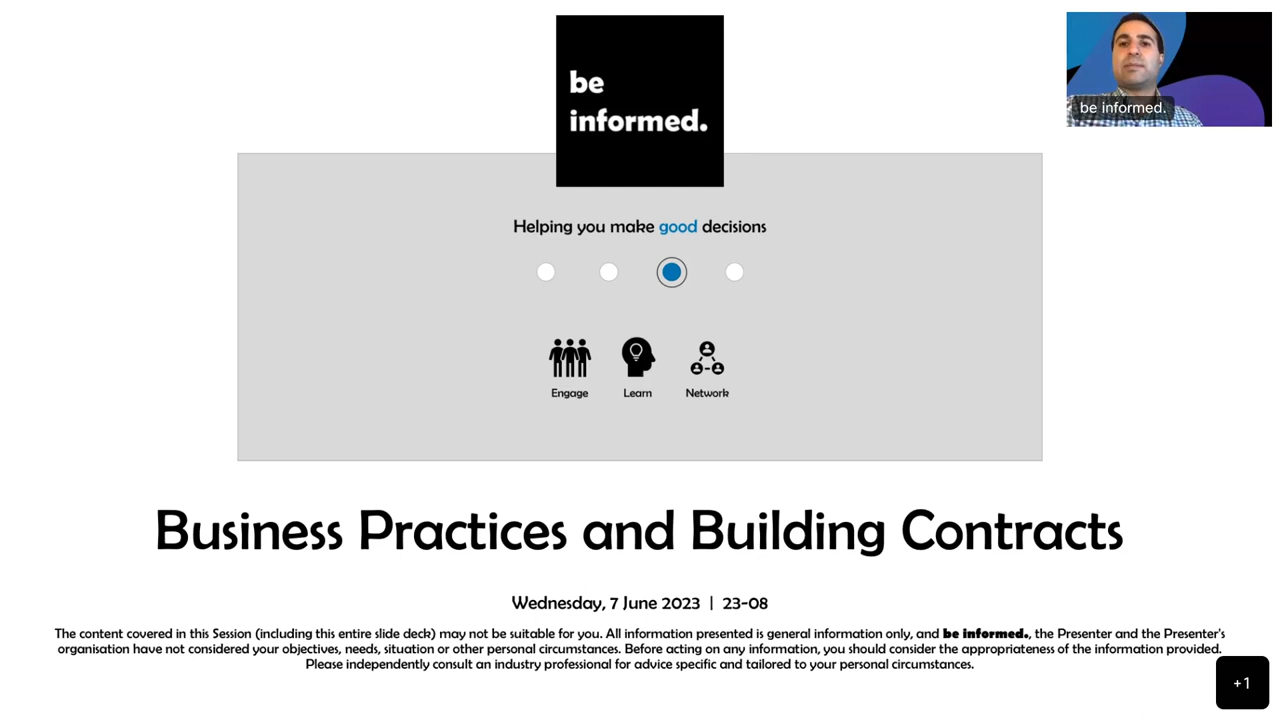 be
informed.
be informed.
Helping you make good decisions
Engage
Learn
Network
Business Practices and Building Contracts
Wednesday, 7 June 2023 | 23-08
The content covered in this Session (including this entire slide deck) may not be suitable for you. All information presented is general information only, and be informed., the Presenter and the Presenter's
organisation have not considered your objectives, needs, situation or other personal circumstances. Before acting on any information, you should consider the appropriateness of the information provided.
Please independently consult an industry professional for advice specific and tailored to your personal circumstances.
+1